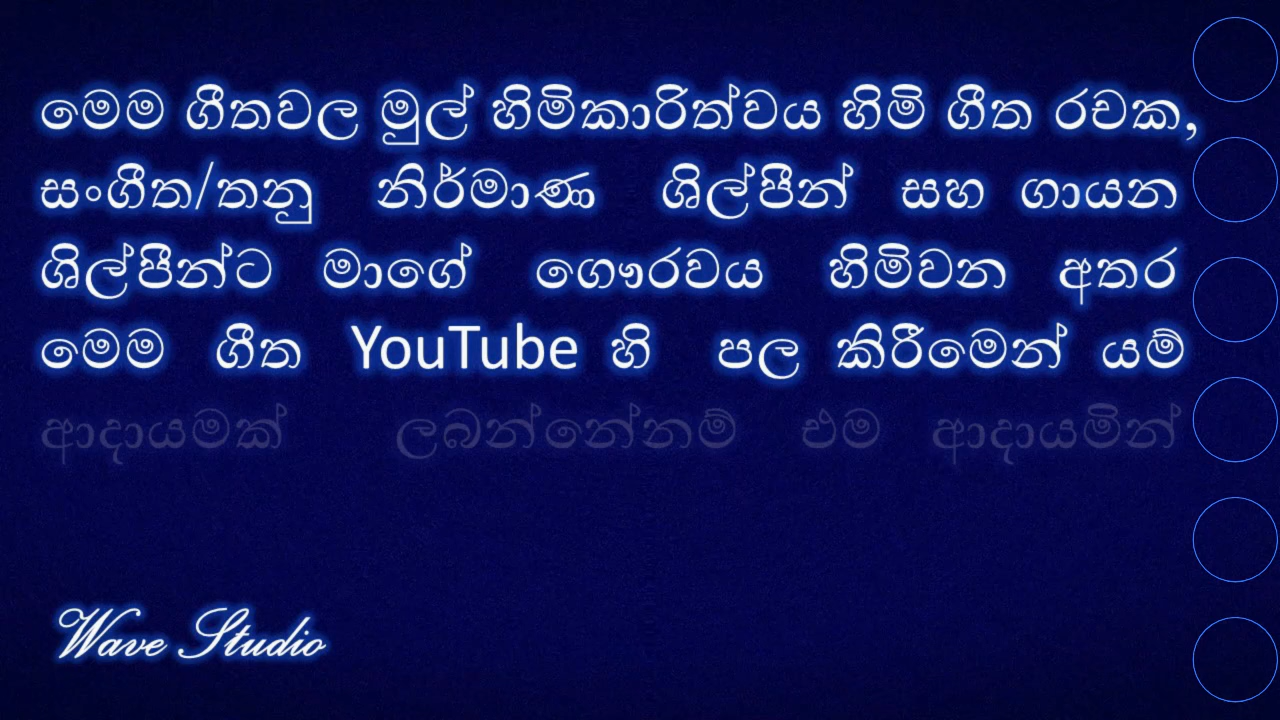 මෙම ගීතවල මුල් හිමිකාරිත්වය හිමි ගීත රචක,
සංගීත/තනු නිර්මාණ ශිල්පීන් සහ ගායන
ශිල්පීන්ට මාගේ ගෞරවය හිමිවන අතර
මෙම ගීත YouTube හි පල කිරීමෙන් යම්
ආදායමක් ලබන්නේනම් එම ආදායමින්
Wave Studio